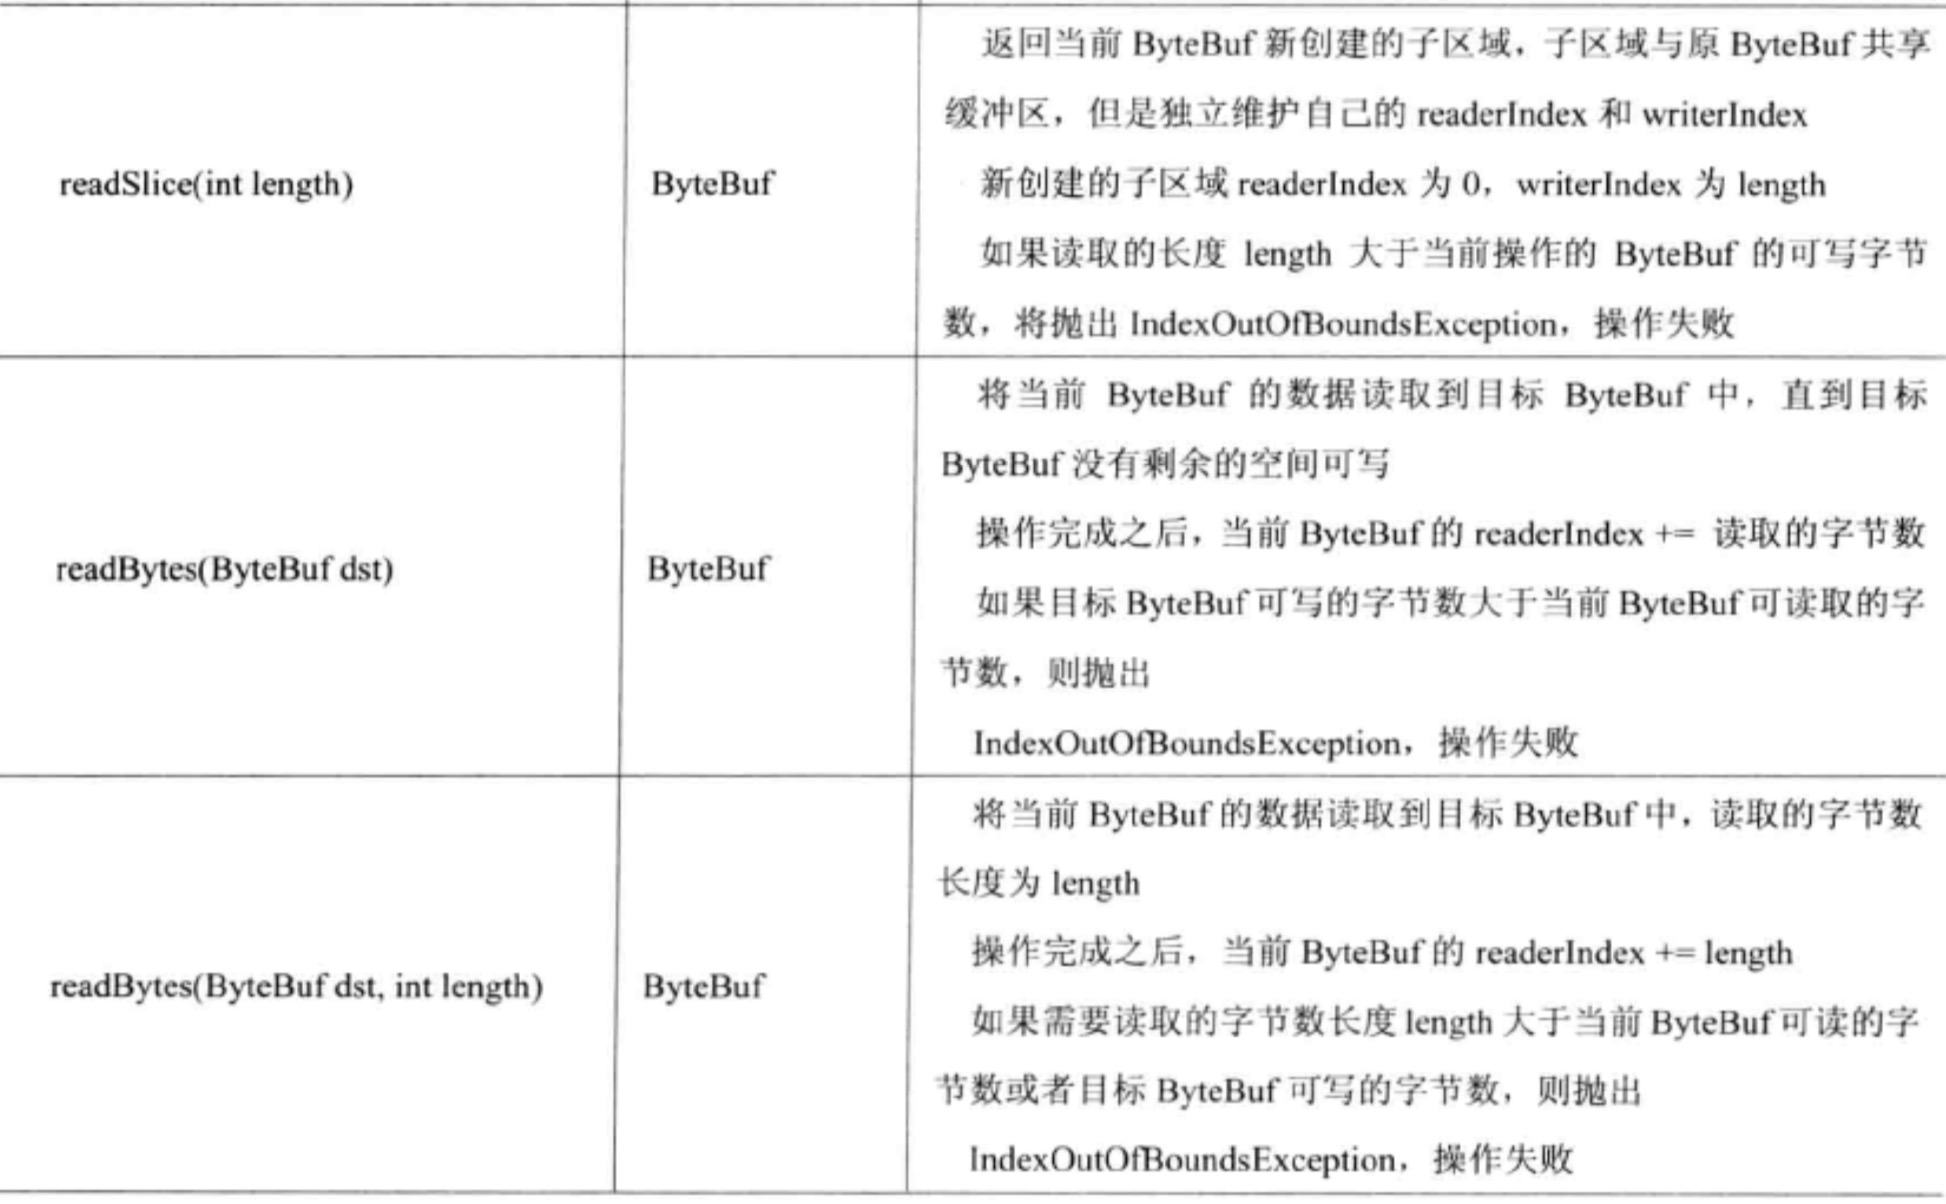 readSlice(int length)
ByteBuf
返回当前 ByteBuf 新创建的子区域，子区域与原 ByteBuf 共享
缓冲区，但是独立维护自己的 readerIndex 和 writerIndex
新创建的子区域 readerIndex 为 0，writerIndex 为 length
如果读取的长度 length 大于当前操作的 ByteBuf 的可写字节
数，将抛出 IndexOutOfBoundsException，操作失败
readBytes(ByteBuf dst)
ByteBuf
将当前 ByteBuf 的数据读取到目标 ByteBuf 中，直到目标
ByteBuf 没有剩余的空间可写
操作完成之后，当前 ByteBuf 的 readerIndex += 读取的字节数
如果目标 ByteBuf 可写的字节数大于当前 ByteBuf 可读取的字
节数，则抛出
IndexOutOfBoundsException，操作失败
readBytes(ByteBuf dst, int length)
ByteBuf
将当前 ByteBuf 的数据读取到目标 ByteBuf 中，读取的字节数
长度为 length
操作完成之后，当前 ByteBuf 的 readerIndex += length
如果需要读取的字节数长度 length 大于当前 ByteBuf 可读的字
节数或者目标 ByteBuf 可写的字节数，则抛出
IndexOutOfBoundsException，操作失败